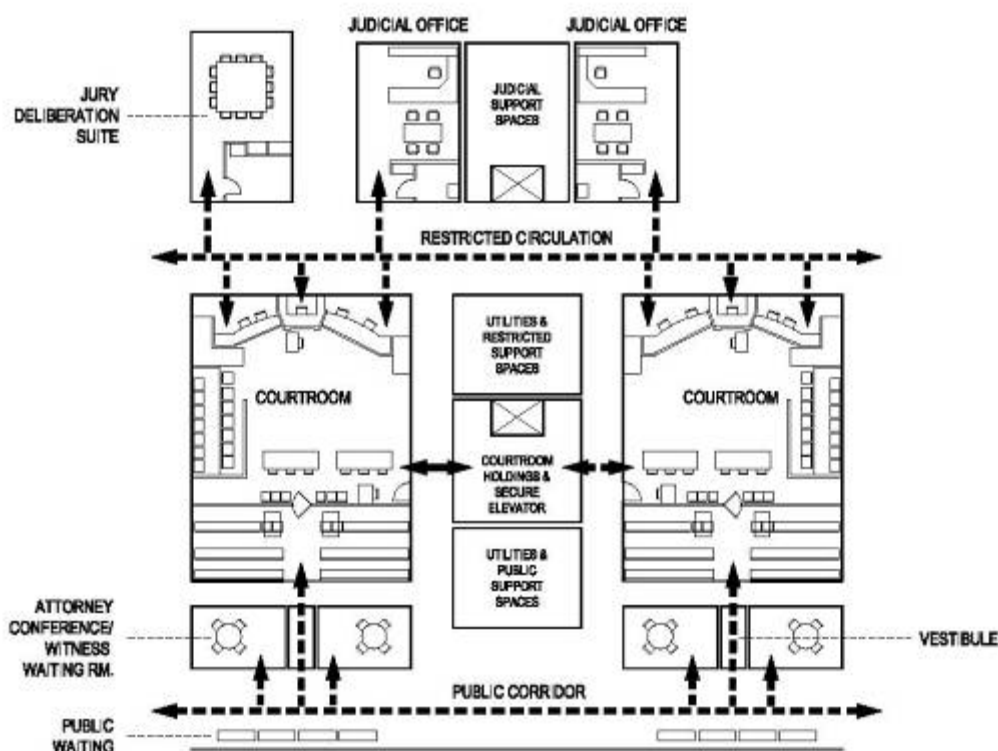 JUDICIAL OFFICE
JUDICIAL OFFICE
JURY
DELIBERATION
SUITE
JUDICIAL
SUPPORT
SPACES
RESTRICTED CIRCULATION
UTILITIES &
RESTRICTED
SUPPORT
SPACES
COURTROOM
COURTROOM
COURTROOM
HOLDINGS &
SECURE
ELEVATOR
UTILITIES &
PUBLIC
SUPPORT
SPACES
ATTORNEY
CONFERENCE/
WITNESS
WAITING RM.
VESTIBULE
PUBLIC CORRIDOR
PUBLIC
WAITING